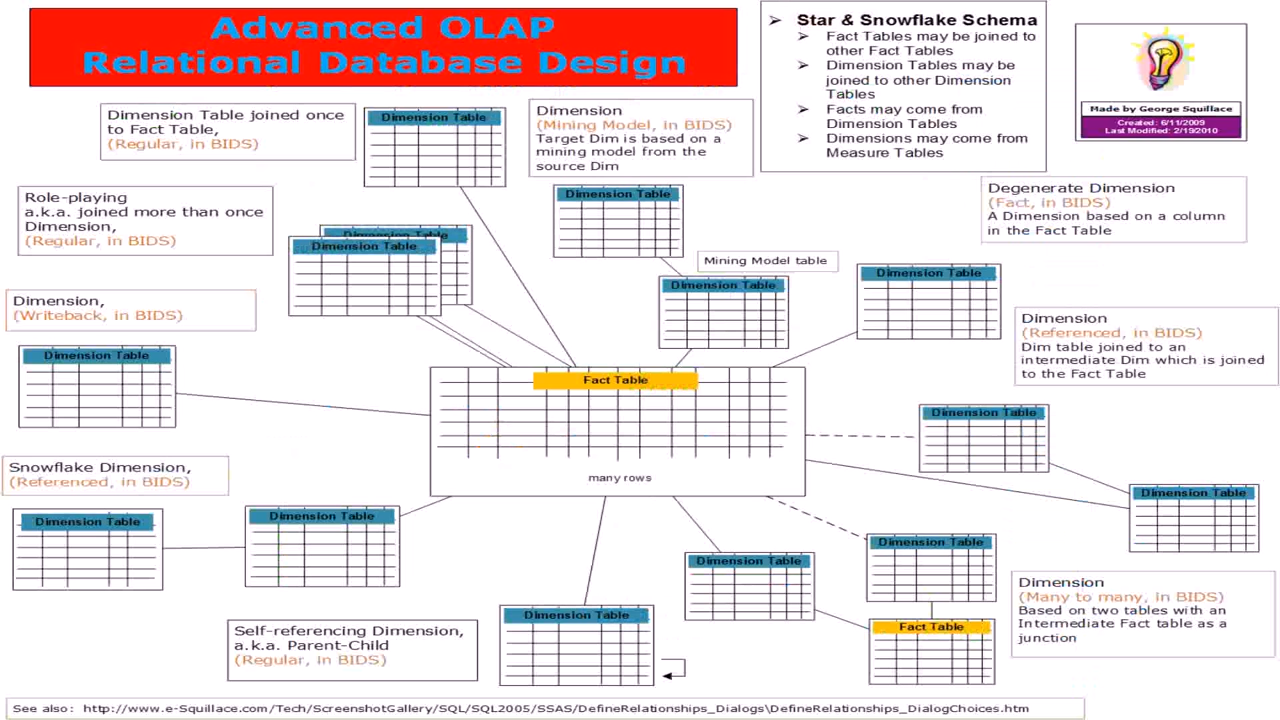 Advanced OLAP
Relational Database Design
Star & Snowflake Schema
Fact Tables may be joined to
other Fact Tables
Dimension Tables may be
joined to other Dimension
Tables
Facts may come from
Dimension Tables
Dimensions may come from
Measure Tables
Made by George Squillace
Created: 6/11/2009
Last Modified: 2/19/2010
Dimension Table joined once
to Fact Table,
(Regular, in BIDS)
Dimension Table
Dimension
(Mining Model, in BIDS)
Target Dim is based on a
mining model from the
source Dim
Dimension Table
Degenerate Dimension
(Fact, in BIDS)
A Dimension based on a column
in the Fact Table
Role-playing
a.k.a. joined more than once
Dimension,
(Regular, in BIDS)
Dimension Table
Dimension Table
Mining Model table
Dimension Table
Dimension Table
Dimension,
(Writeback, in BIDS)
Dimension Table
Dimension
(Referenced, in BIDS)
Dim table joined to an
intermediate Dim which is joined
to the Fact Table
Fact Table
many rows
Dimension Table
Dimension Table
Snowflake Dimension,
(Referenced, in BIDS)
Dimension Table
Dimension Table
Dimension Table
Dimension Table
Fact Table
Dimension
(Many to many, in BIDS)
Based on two tables with an
Intermediate Fact table as a
junction
Self-referencing Dimension,
a.k.a. Parent-Child
(Regular, in BIDS)
Dimension Table
See also: http://www.e-Squillace.com/Tech/ScreenshotGallery/SQL/SQL2005/SSAS/DefineRelationships_Dialogs\DefineRelationships_DialogChoices.htm